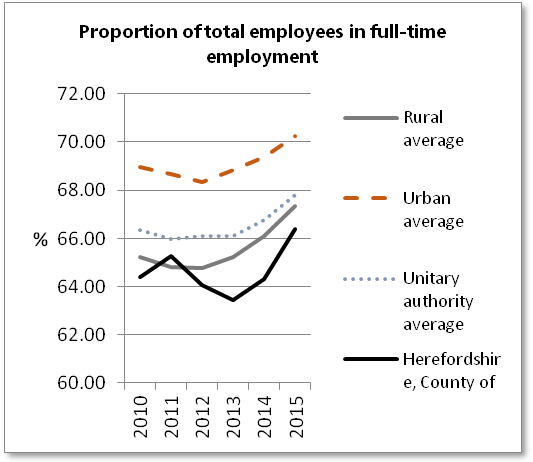 Proportion of total employees in full-time
employment
72.00
70.00
68.00
66.00
64.00
62.00
60.00
%
2010
2011
2012
2013
2014
2015
Rural
average
Urban
average
Unitary
authority
average
Herefordshir
e, County of